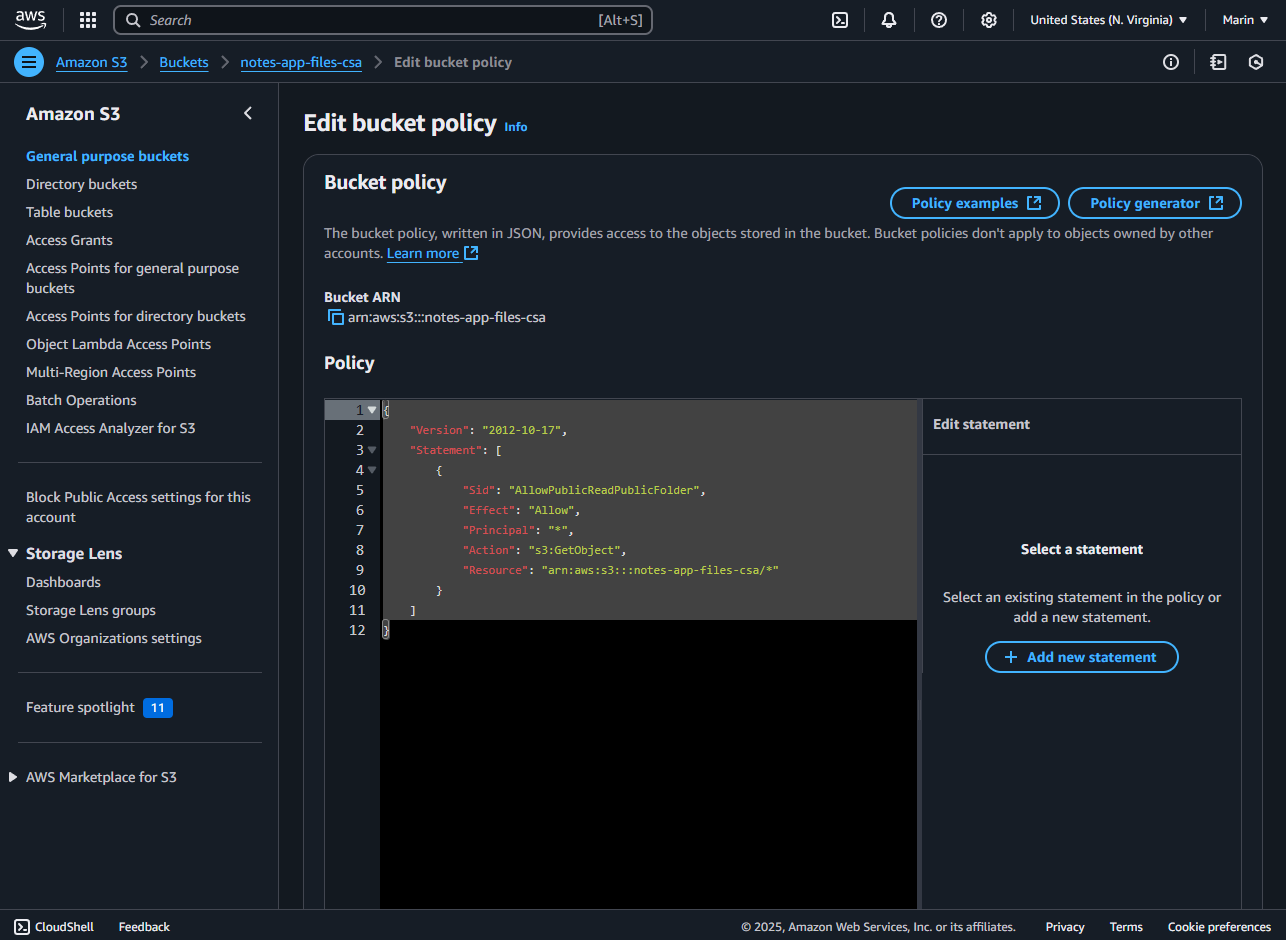 aws
Search [Alt+S]
United States (N. Virginia)
Marin
Amazon S3
Buckets
notes-app-files-csa
Edit bucket policy
Amazon S3
General purpose buckets
Directory buckets
Table buckets
Access Grants
Access Points for general purpose
buckets
Access Points for directory buckets
Object Lambda Access Points
Multi-Region Access Points
Batch Operations
IAM Access Analyzer for S3
Block Public Access settings for this
account
Storage Lens
Dashboards
Storage Lens groups
AWS Organizations settings
Feature spotlight 11
AWS Marketplace for S3
Edit bucket policy Info
Bucket policy
Policy examples
Policy generator
The bucket policy, written in JSON, provides access to the objects stored in the bucket. Bucket policies don't apply to objects owned by other
accounts. Learn more
Bucket ARN
arn:aws:s3:::notes-app-files-csa
Policy
1 {
2 "Version": "2012-10-17",
3 "Statement": [
4 {
5 "Sid": "AllowPublicReadPublicFolder",
6 "Effect": "Allow",
7 "Principal": "*",
8 "Action": "s3:GetObject",
9 "Resource": "arn:aws:s3:::notes-app-files-csa/*"
10 }
11 ]
12 }
Edit statement
Select a statement
Select an existing statement in the policy or
add a new statement.
+ Add new statement
CloudShell
Feedback
© 2025, Amazon Web Services, Inc. or its affiliates.
Privacy
Terms
Cookie preferences